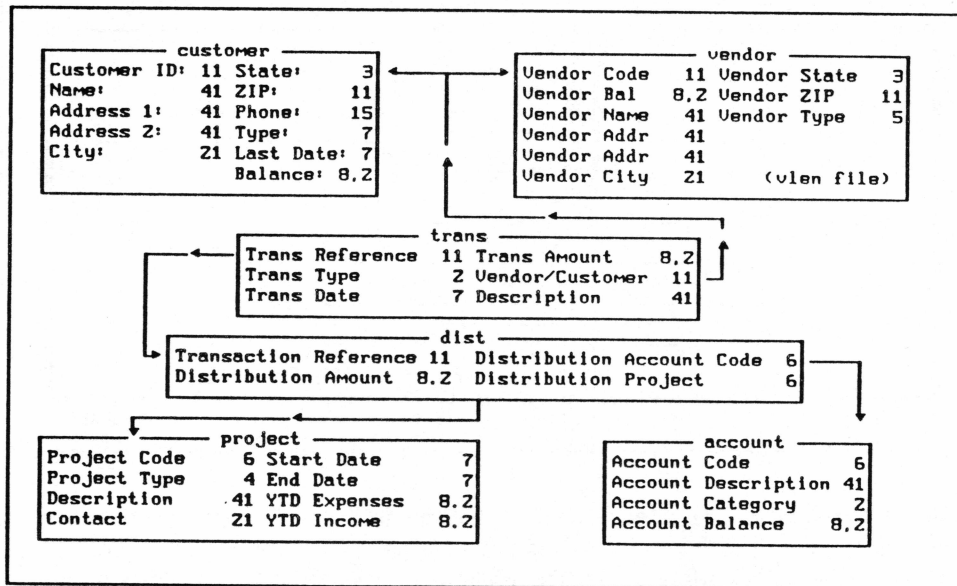 customer
Customer ID: 11 State: 3
Name: 41 ZIP: 11
Address 1: 41 Phone: 15
Address 2: 41 Type: 7
City: 21 Last Date: 7
Balance: 8.2
vendor
Vendor Code 11 Vendor State 3
Vendor Bal 8.2 Vendor ZIP 11
Vendor Name 41 Vendor Type 5
Vendor Addr 41
Vendor Addr 41
Vendor City 21 (vlen file)
trans
Trans Reference 11 Trans Amount 8.2
Trans Type 2 Vendor/Customer 11
Trans Date 7 Description 41
dist
Transaction Reference 11 Distribution Account Code 6
Distribution Amount 8.2 Distribution Project 6
project
Project Code 6 Start Date 7
Project Type 4 End Date 7
Description 41 YTD Expenses 8.2
Contact 21 YTD Income 8.2
account
Account Code 6
Account Description 41
Account Category 2
Account Balance 8.2